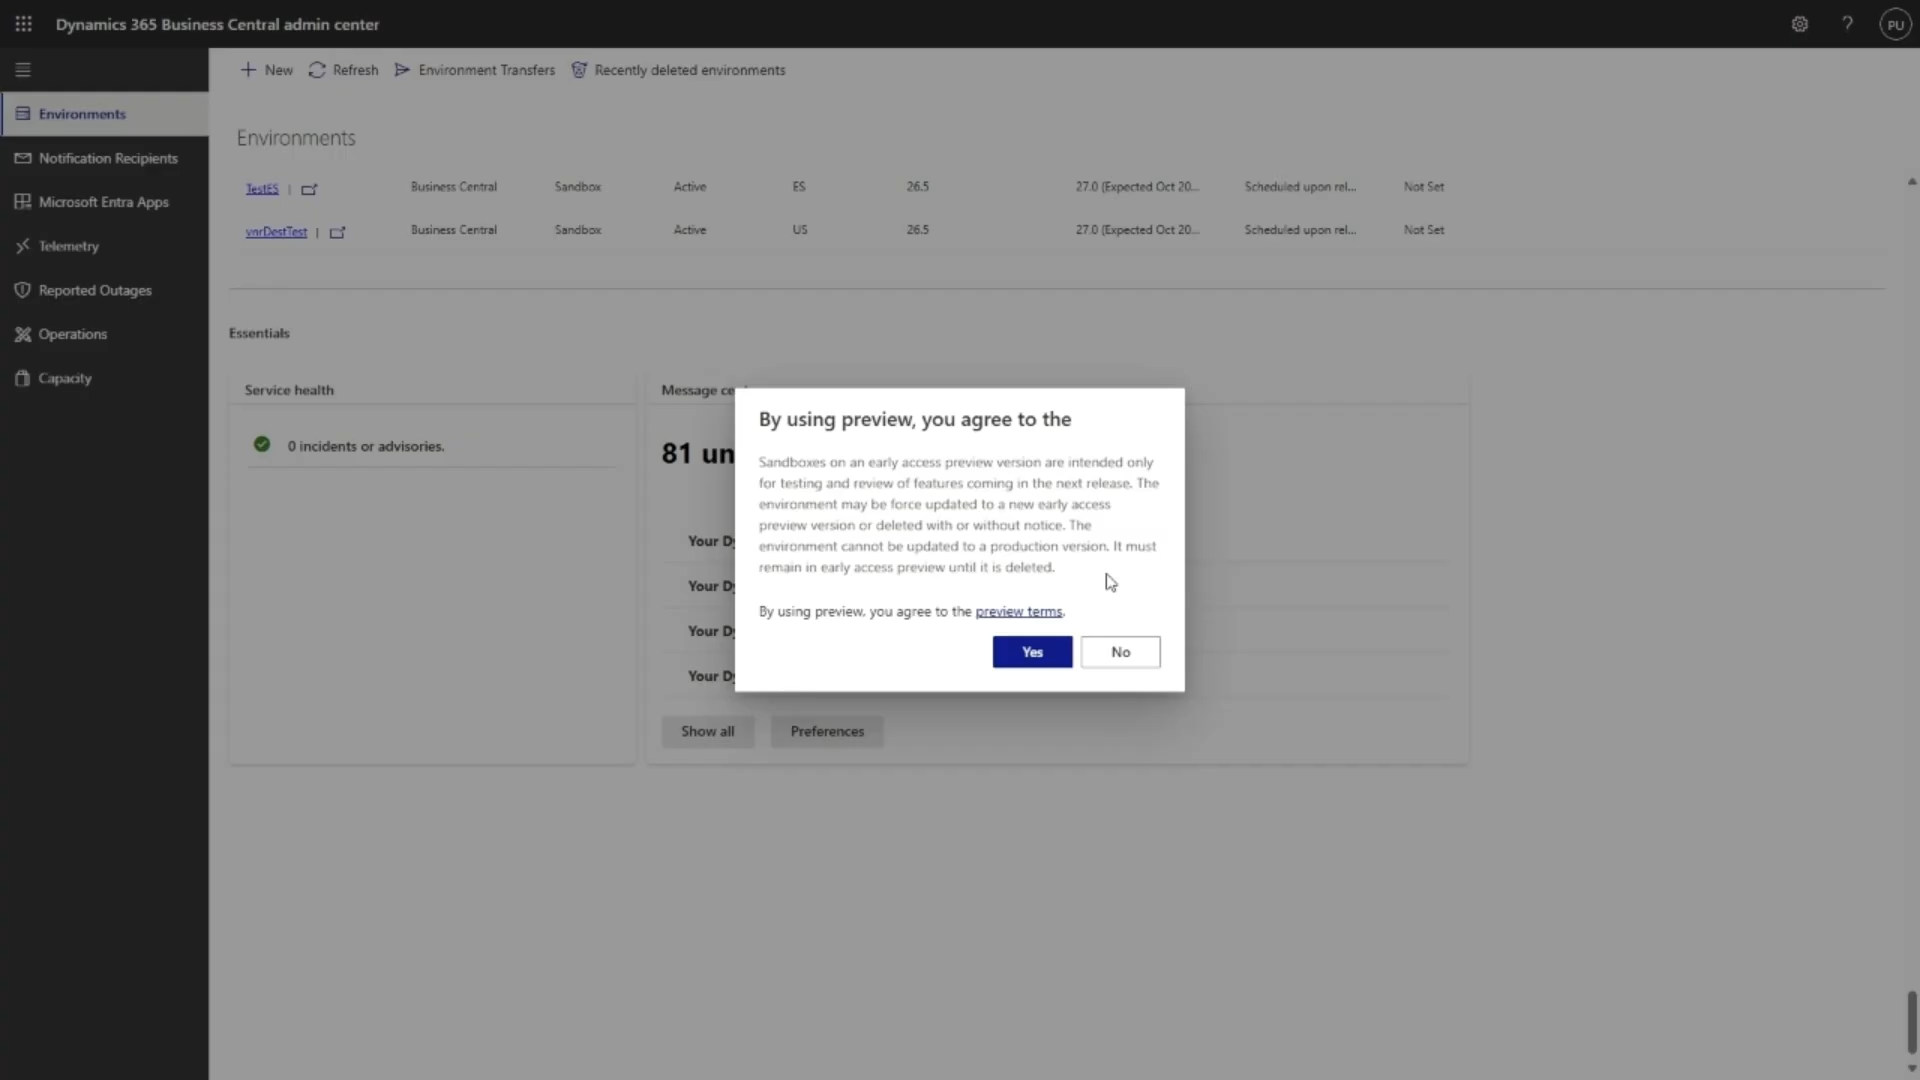 Dynamics 365 Business Central admin center
?
PU
New
Refresh
Environment Transfers
Recently deleted environments
Environments
Notification Recipients
Microsoft Entra Apps
Telemetry
Reported Outages
Operations
Capacity
Environments
TestES | Business Central Sandbox Active ES 26.5 27.0 (Expected Oct 20... Scheduled upon rel... Not Set
vnrDestTest | Business Central Sandbox Active US 26.5 27.0 (Expected Oct 20... Scheduled upon rel... Not Set
Essentials
Service health
0 incidents or advisories.
Message ce
81 un
Your Dy
Your Dy
Your Dy
Your Dy
Show all
Preferences
By using preview, you agree to the
Sandboxes on an early access preview version are intended only
for testing and review of features coming in the next release. The
environment may be force updated to a new early access
preview version or deleted with or without notice. The
environment cannot be updated to a production version. It must
remain in early access preview until it is deleted.
By using preview, you agree to the preview terms.
Yes
No